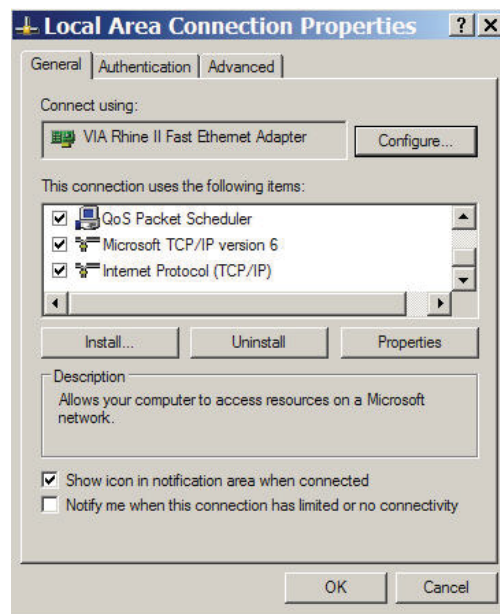 Local Area Connection Properties
General Authentication Advanced
Connect using:
VIA Rhine II Fast Ethernet Adapter Configure...
This connection uses the following items:
QoS Packet Scheduler
Microsoft TCP/IP version 6
Internet Protocol (TCP/IP)
Install... Uninstall Properties
Description
Allows your computer to access resources on a Microsoft
network.
Show icon in notification area when connected
Notify me when this connection has limited or no connectivity
OK Cancel